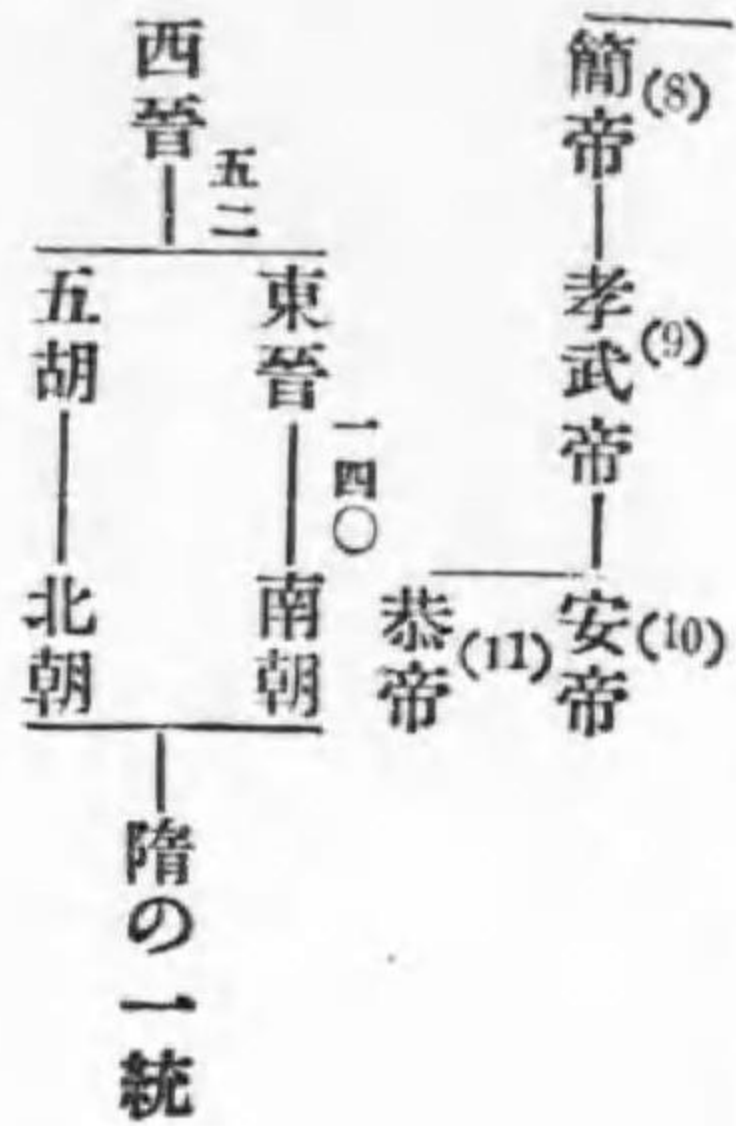 簡帝(8)
孝武帝(9)
安帝(10)
恭帝(11)
西晉
五二
東晉
一四〇
南朝
五胡
北朝
隋の一統